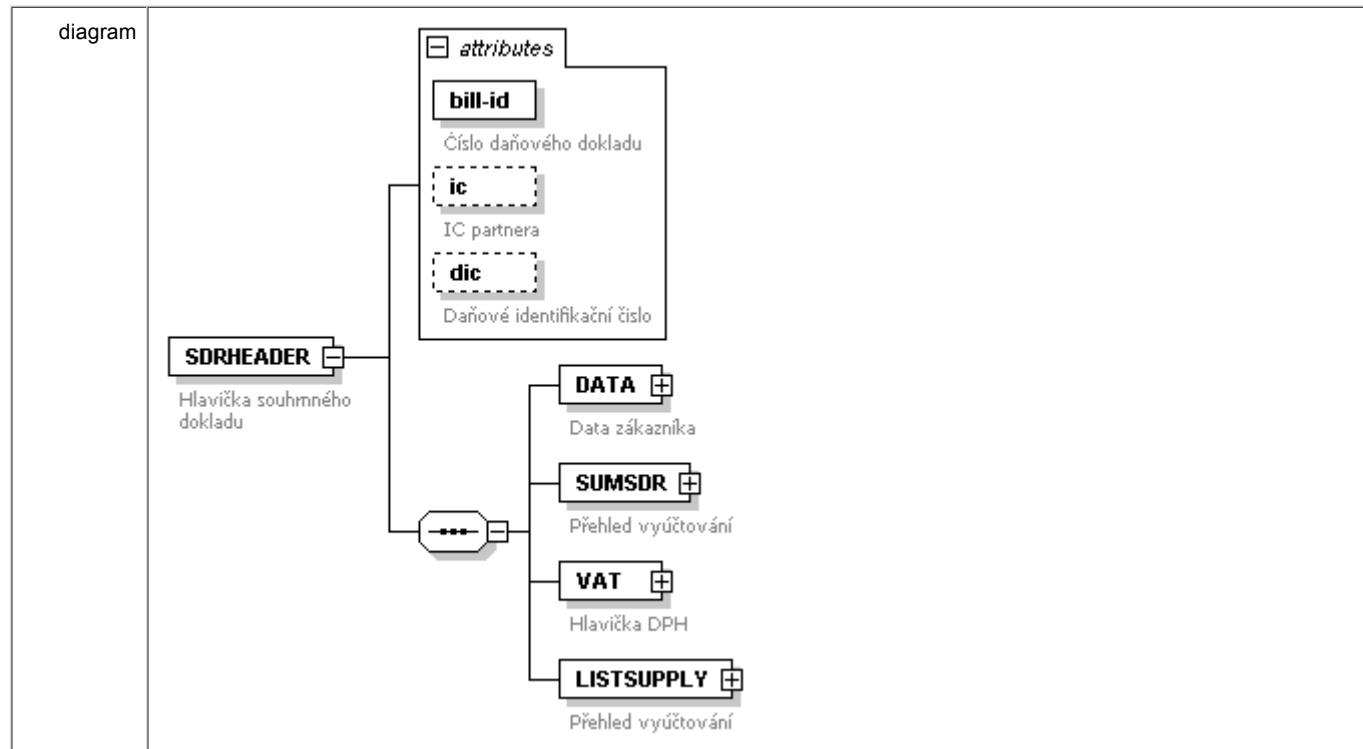 diagram
attributes
bill-id
Číslo daňového dokladu
ic
IC partnera
dic
Daňové identifikační čislo
SDRHEADER
Hlavička souhrnného
dokladu
DATA
Data zákazníka
SUMSDR
Přehled vyúčtování
VAT
Hlavička DPH
LISTSUPPLY
Přehled vyúčtování